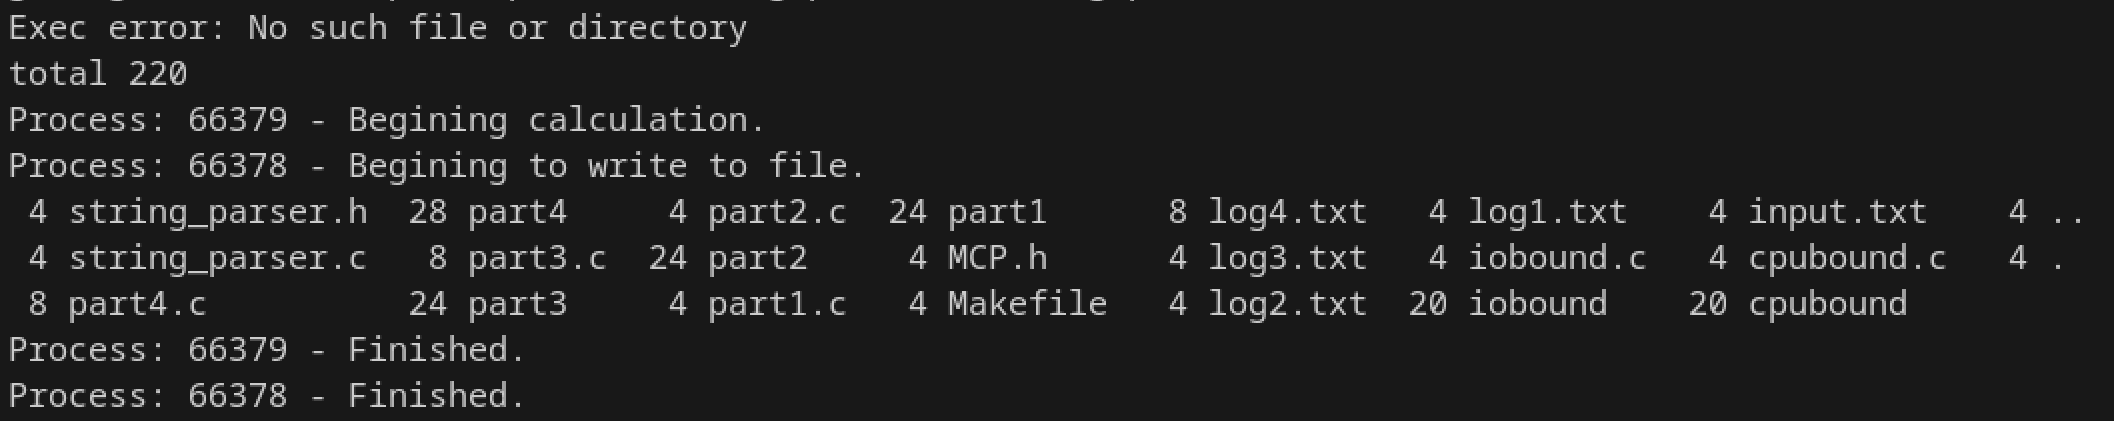 Exec error: No such file or directory
total 220
Process: 66379 - Begining calculation.
Process: 66378 - Begining to write to file.
 4 string_parser.h  28 part4     4 part2.c  24 part1      8 log4.txt   4 log1.txt    4 input.txt    4 ..
 4 string_parser.c   8 part3.c  24 part2     4 MCP.h      4 log3.txt   4 iobound.c   4 cpubound.c   4 .
 8 part4.c          24 part3     4 part1.c   4 Makefile   4 log2.txt  20 iobound    20 cpubound
Process: 66379 - Finished.
Process: 66378 - Finished.